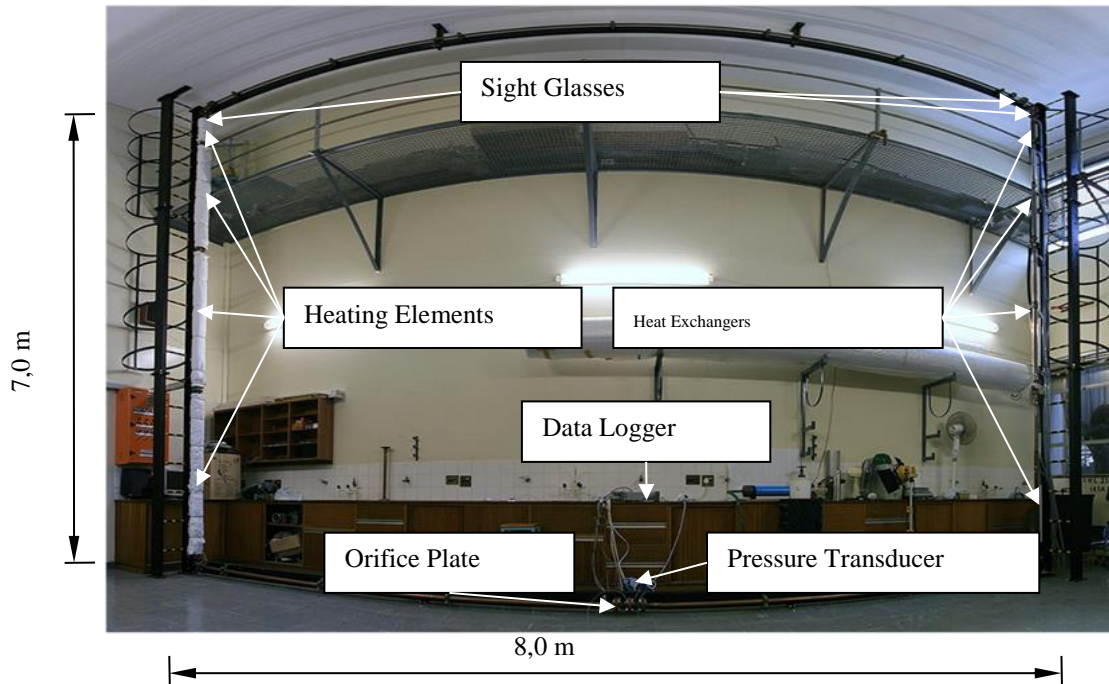 Sight Glasses
7,0 m
Heating Elements
Heat Exchangers
Data Logger
Orifice Plate
Pressure Transducer
8,0 m